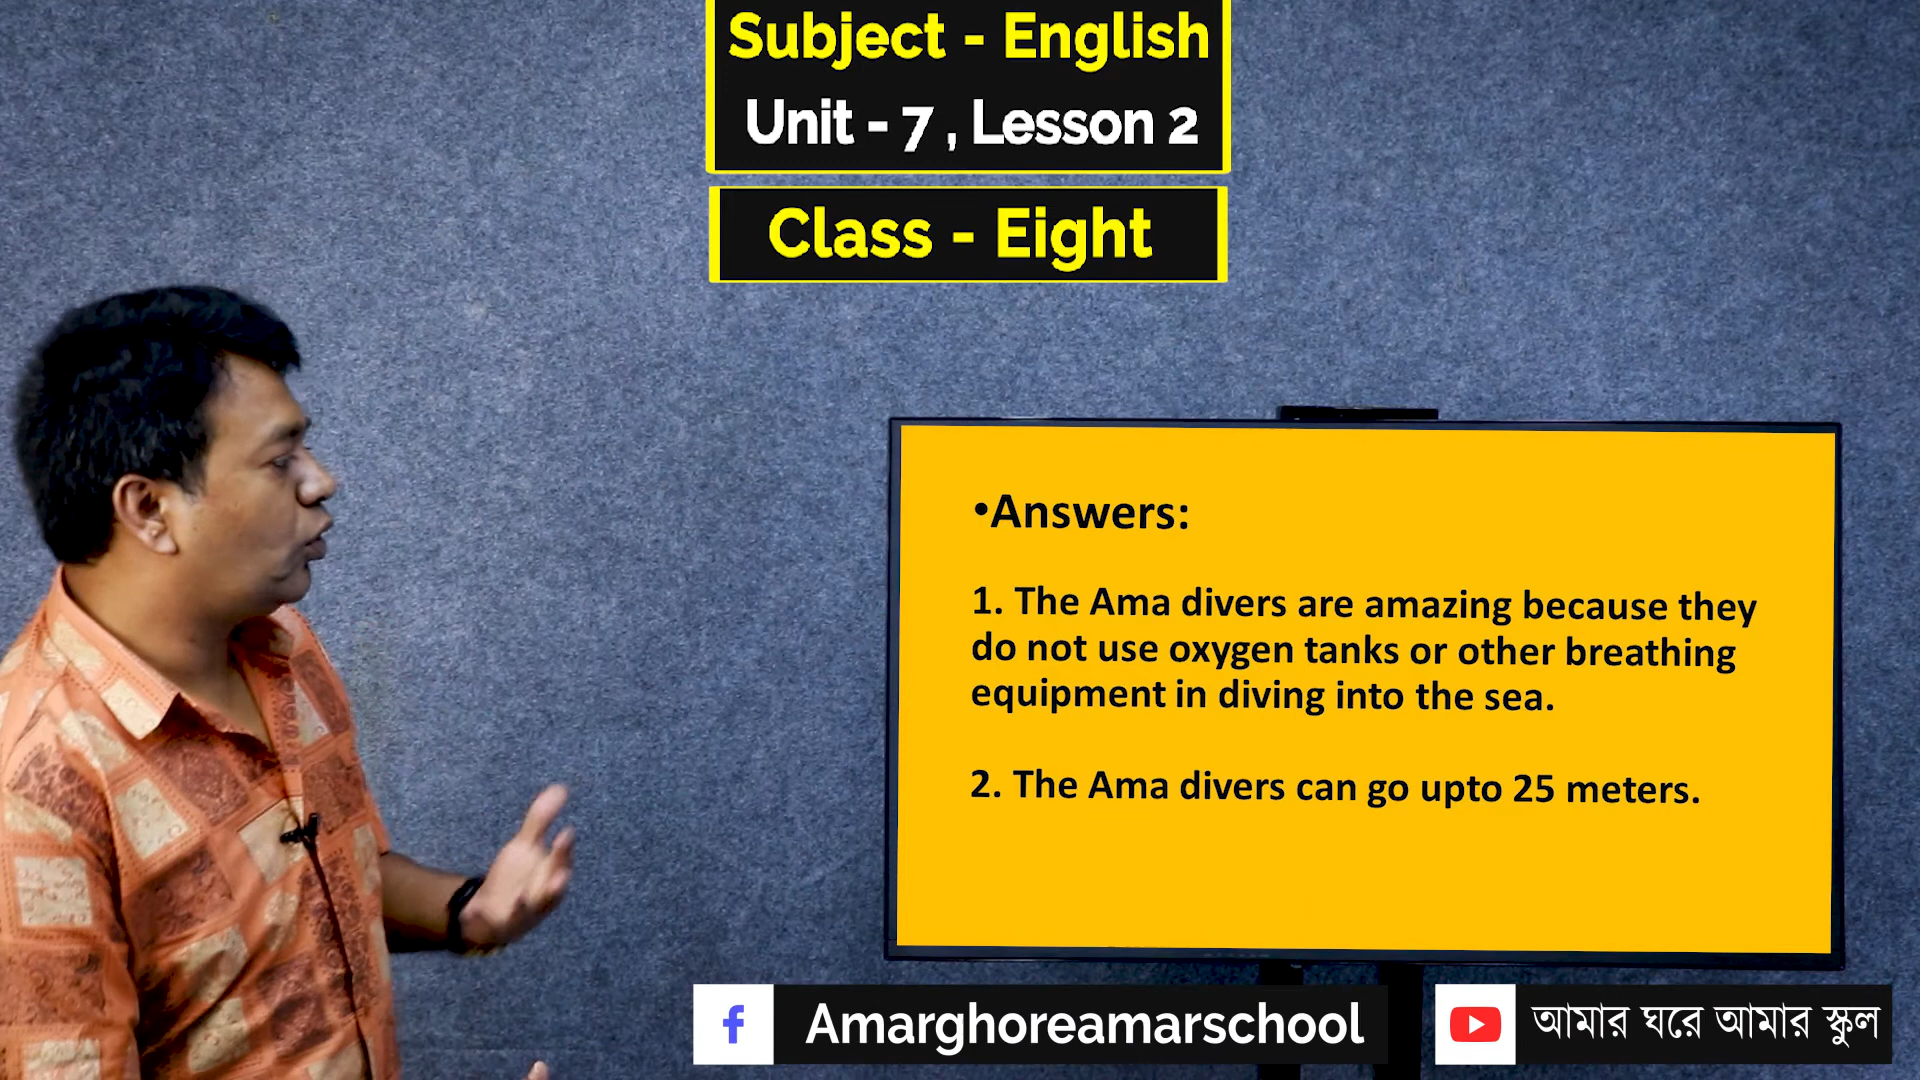 Subject - English
Unit - 7 , Lesson 2
Class - Eight
•Answers:
1. The Ama divers are amazing because they
do not use oxygen tanks or other breathing
equipment in diving into the sea.
2. The Ama divers can go upto 25 meters.
Amarghoreamarschool
আমার ঘরে আমার স্কুল